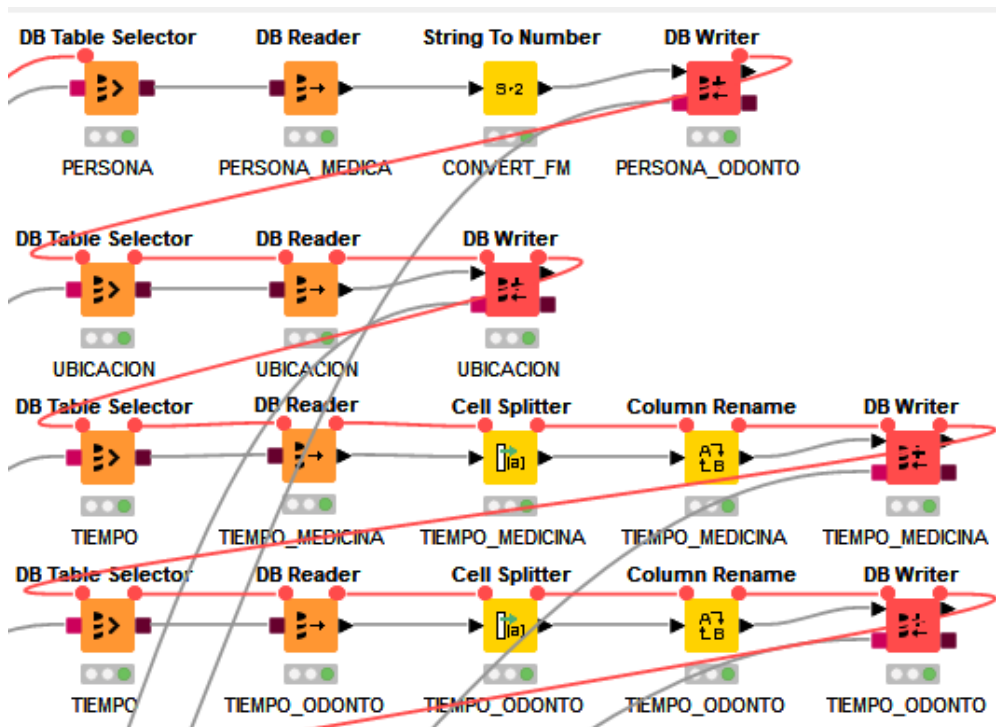 DB Table Selector DB Reader String To Number DB Writer
S→2
PERSONA PERSONA_MEDICA CONVERT_FM PERSONA_ODONTO
DB Table Selector DB Reader DB Writer
UBICACION UBICACION UBICACION
DB Table Selector DB Reader Cell Splitter Column Rename DB Writer
[a] A B
TIEMPO TIEMPO_MEDICINA TIEMPO_MEDICINA TIEMPO_MEDICINA TIEMPO_MEDICINA
DB Table Selector DB Reader Cell Splitter Column Rename DB Writer
[a] A B
TIEMPO TIEMPO_ODONTO TIEMPO_ODONTO TIEMPO_ODONTO TIEMPO_ODONTO